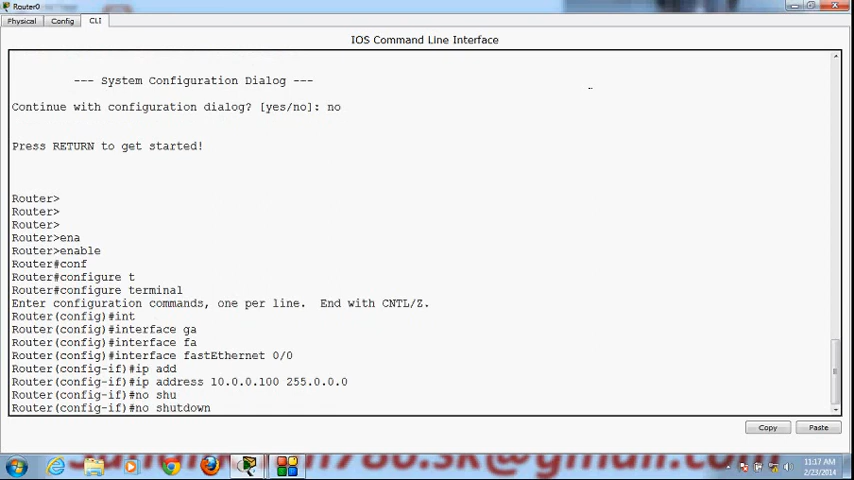 Router0
Physical Config CLI
IOS Command Line Interface
--- System Configuration Dialog ---
Continue with configuration dialog? [yes/no]: no
Press RETURN to get started!
Router>
Router>
Router>
Router>ena
Router>enable
Router#conf
Router#configure t
Router#configure terminal
Enter configuration commands, one per line.  End with CNTL/Z.
Router(config)#int
Router(config)#interface ga
Router(config)#interface fa
Router(config)#interface fastEthernet 0/0
Router(config-if)#ip add
Router(config-if)#ip address 10.0.0.100 255.0.0.0
Router(config-if)#no shu
Router(config-if)#no shutdown
Copy Paste
11:17 AM
2/23/2014